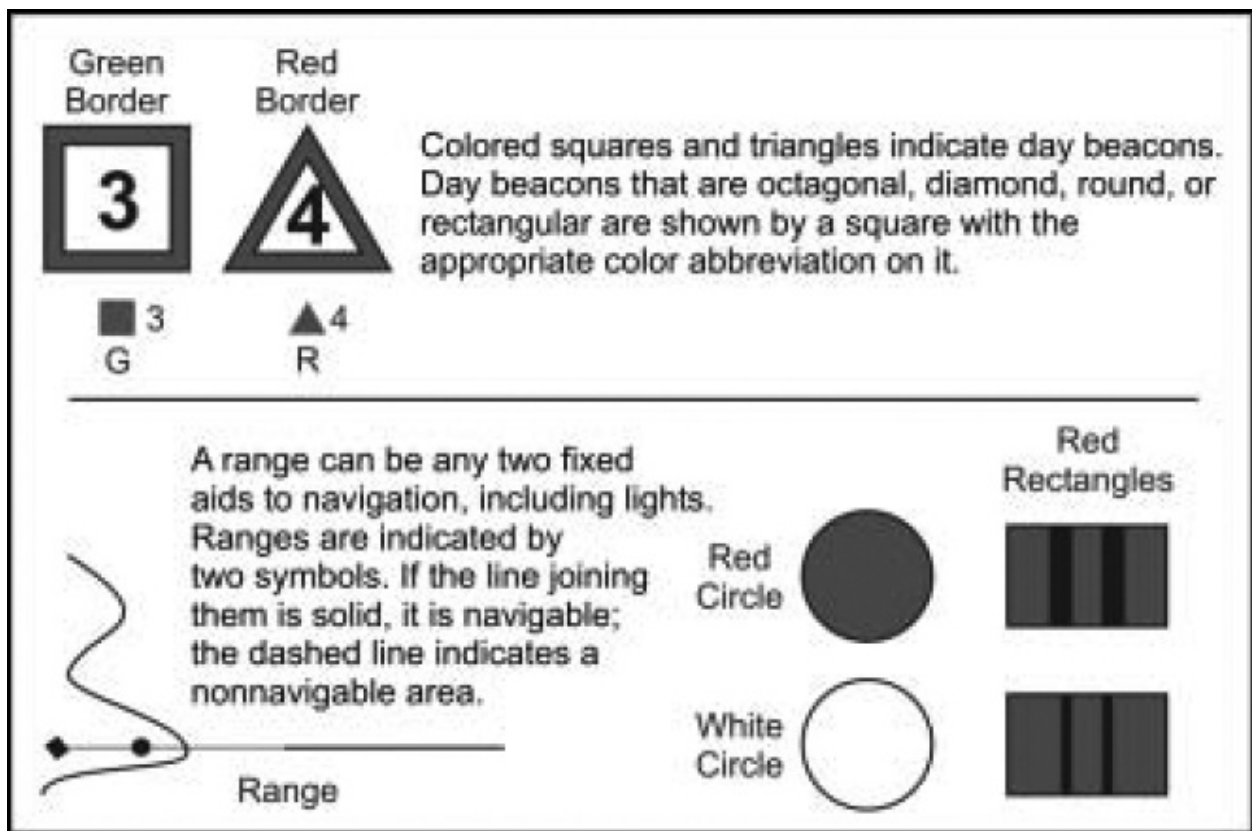 Green
Border
Red
Border
3
4
Colored squares and triangles indicate day beacons.
Day beacons that are octagonal, diamond, round, or
rectangular are shown by a square with the
appropriate color abbreviation on it.
3
G
4
R
A range can be any two fixed
aids to navigation, including lights.
Ranges are indicated by
two symbols. If the line joining
them is solid, it is navigable;
the dashed line indicates a
nonnavigable area.
Range
Red
Circle
Red
Rectangles
White
Circle